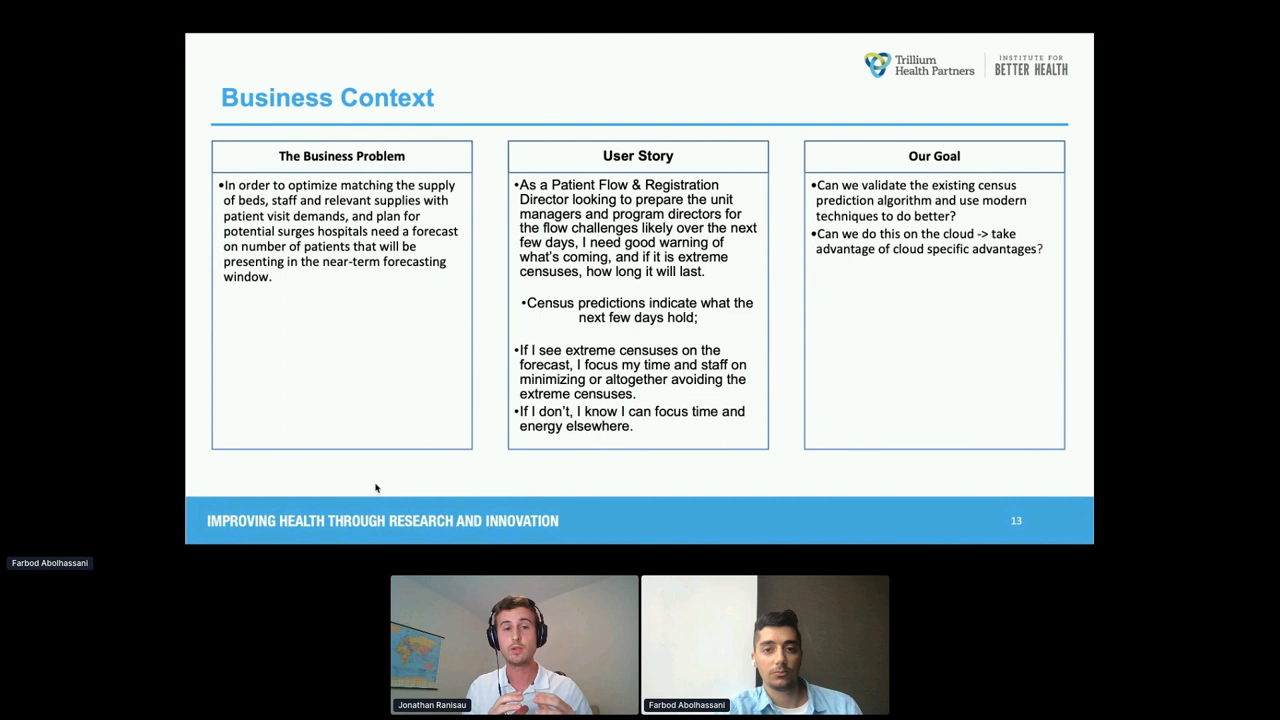 Trillium
Health Partners
INSTITUTE FOR
BETTER HEALTH
Business Context
The Business Problem
•In order to optimize matching the supply
of beds, staff and relevant supplies with
patient visit demands, and plan for
potential surges hospitals need a forecast
on number of patients that will be
presenting in the near-term forecasting
window.
User Story
•As a Patient Flow & Registration
Director looking to prepare the unit
managers and program directors for
the flow challenges likely over the next
few days, I need good warning of
what's coming, and if it is extreme
censuses, how long it will last.
•Census predictions indicate what the
next few days hold;
•If I see extreme censuses on the
forecast, I focus my time and staff on
minimizing or altogether avoiding the
extreme censuses.
•If I don't, I know I can focus time and
energy elsewhere.
Our Goal
•Can we validate the existing census
prediction algorithm and use modern
techniques to do better?
•Can we do this on the cloud -> take
advantage of cloud specific advantages?
IMPROVING HEALTH THROUGH RESEARCH AND INNOVATION
13
Farbod Abolhassani
Jonathan Ranisau
Farbod Abolhassani